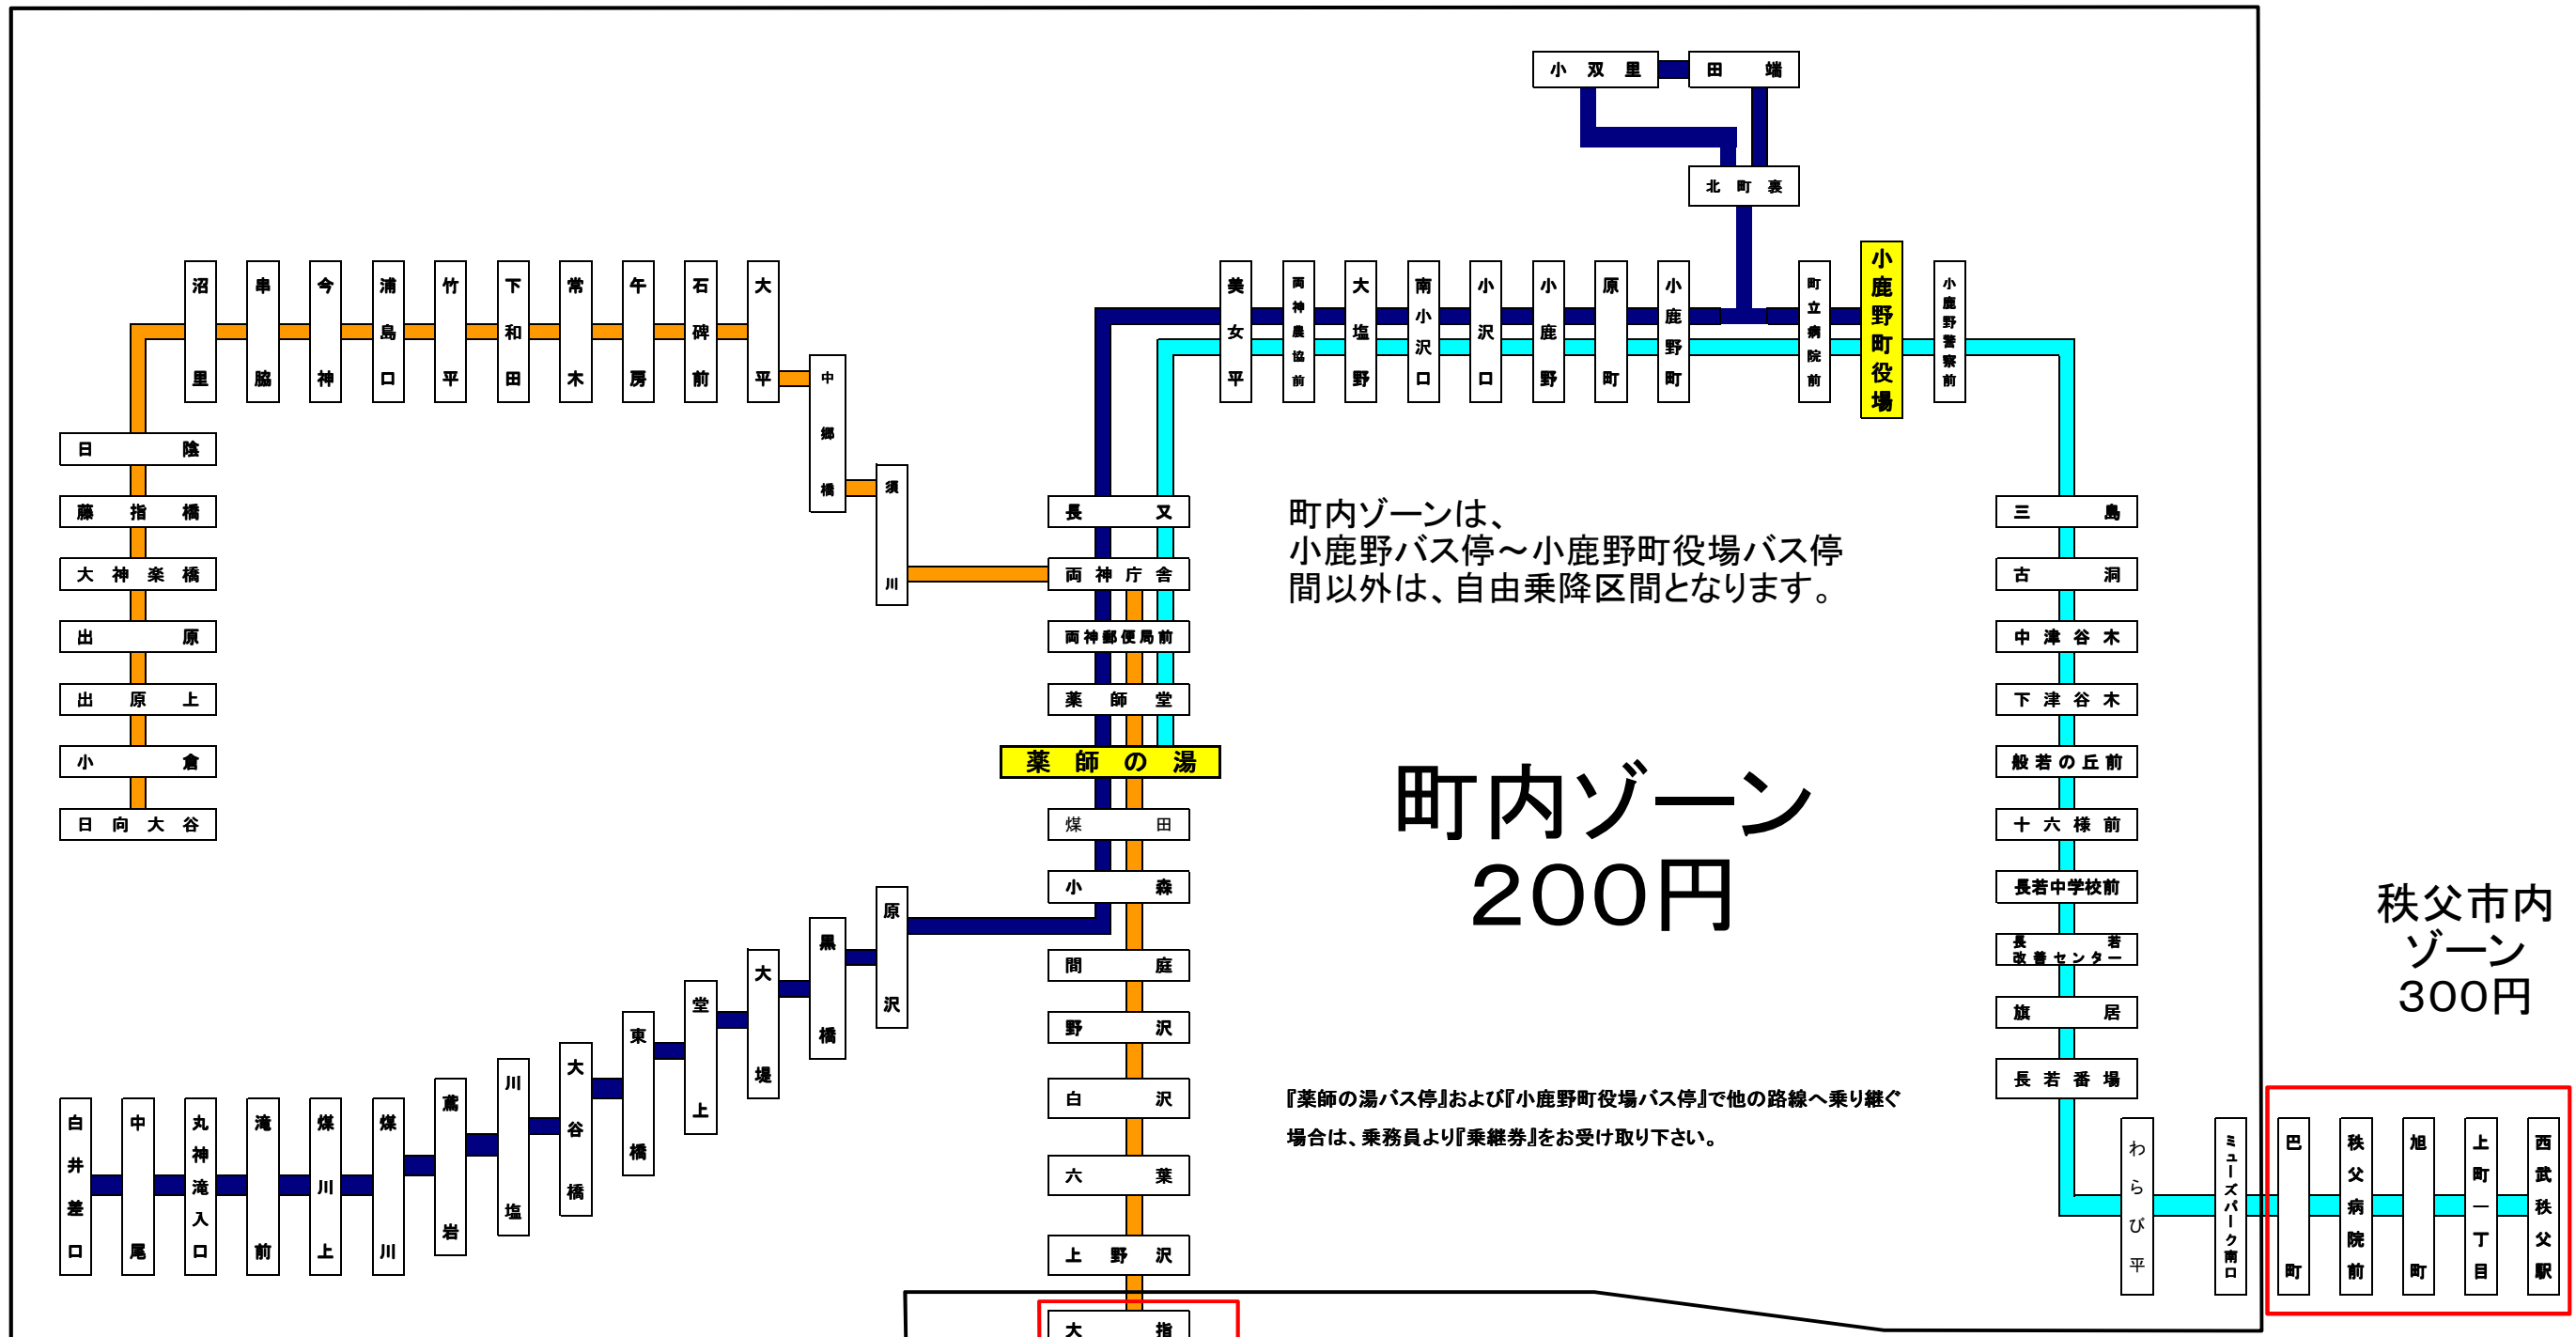 小双里
田端
北町裏
沼里
串脇
今神
浦島口
竹平
下和田
常木
午房
石碑前
大平
中郷橋
須川
美女平
両神農協前
大塩野
南小沢口
小沢口
小鹿野
原町
小鹿野町
町立病院前
小鹿野町役場
小鹿野警察前
日陰
藤指橋
大神楽橋
出原
出原上
小倉
日向大谷
長又
両神庁舎
両神郵便局前
薬師堂
薬師の湯
煤田
小森
間庭
野沢
白沢
六葉
上野沢
大指
町内ゾーンは、
小鹿野バス停～小鹿野町役場バス停
間以外は、自由乗降区間となります。
町内ゾーン
200円
『薬師の湯バス停』および『小鹿野町役場バス停』で他の路線へ乗り継ぐ
場合は、乗務員より『乗継券』をお受け取り下さい。
三島
古洞
中津谷木
下津谷木
般若の丘前
十六様前
長若中学校前
長若
改善センター
旗居
長若番場
わらび平
ミューズパーク南口
秩父市内
ゾーン
300円
巴町
秩父病院前
旭町
上町一丁目
西武秩父駅
原沢
黒橋
大堤
堂上
東橋
大谷橋
川塩
鳶岩
煤川
煤川上
滝前
丸神滝入口
中尾
白井差口